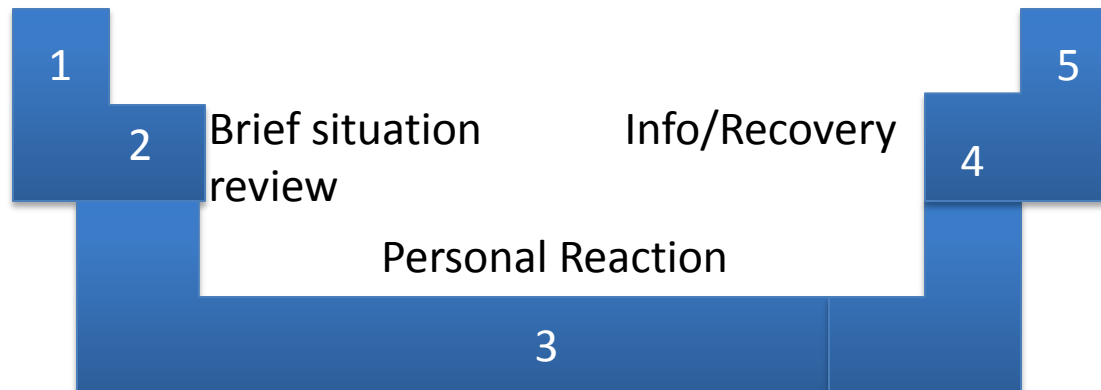 1
5
2
Brief situation
review
Info/Recovery
4
Personal Reaction
3